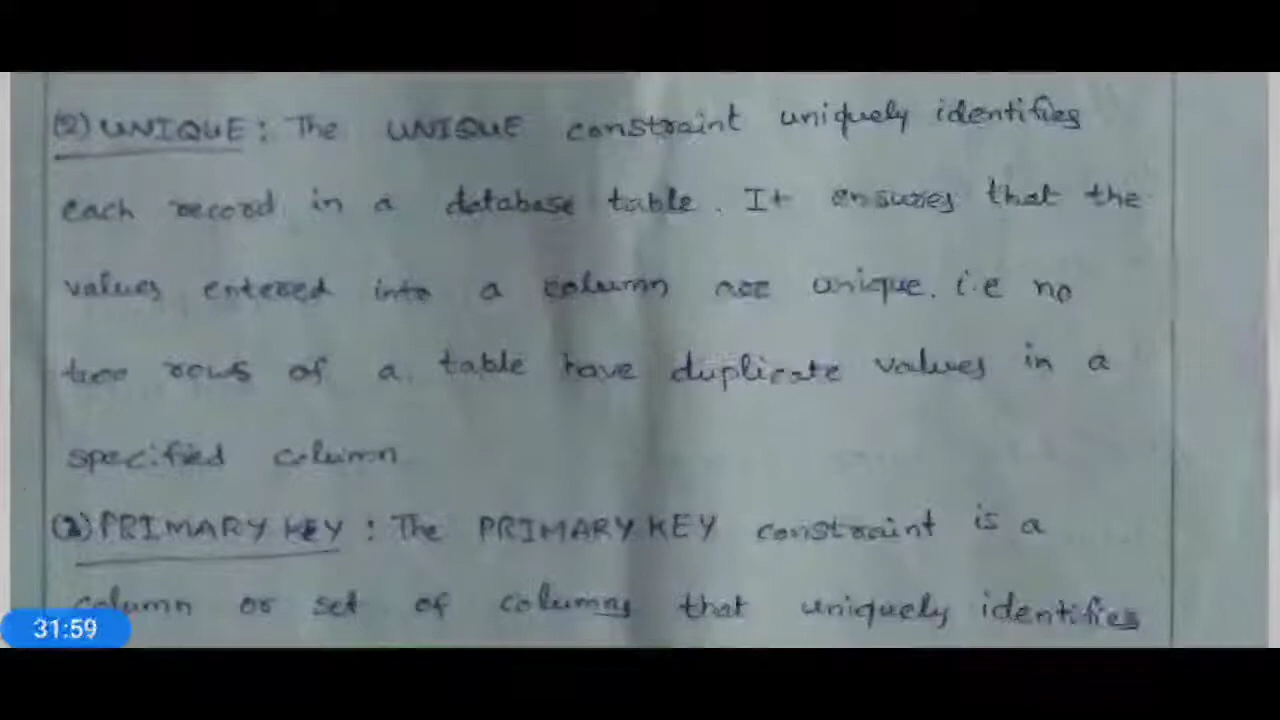 (2) UNIQUE : The UNIQUE constraint uniquely identifies
each record in a database table. It ensures that the
values entered into a column are unique. i.e no
two rows of a table have duplicate values in a
specified column
(3) PRIMARY KEY : The PRIMARY KEY constraint is a
column or set of columns that uniquely identifies
31:59